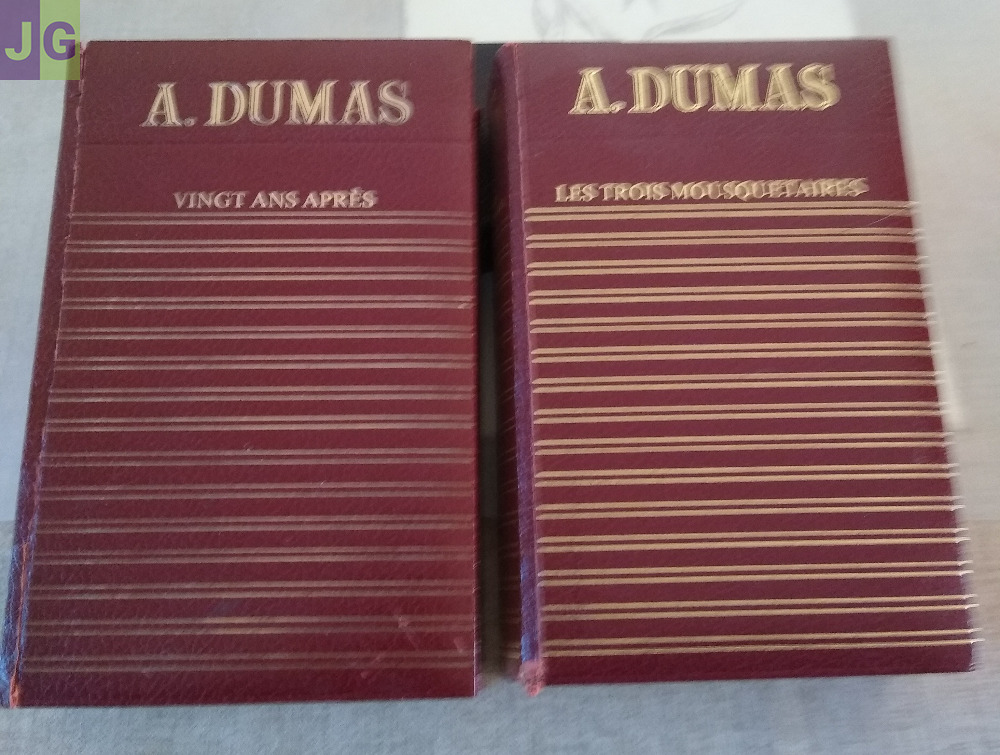 JG
A. DUMAS
VINGT ANS APRÈS
A. DUMAS
LES TROIS MOUSQUETAIRES